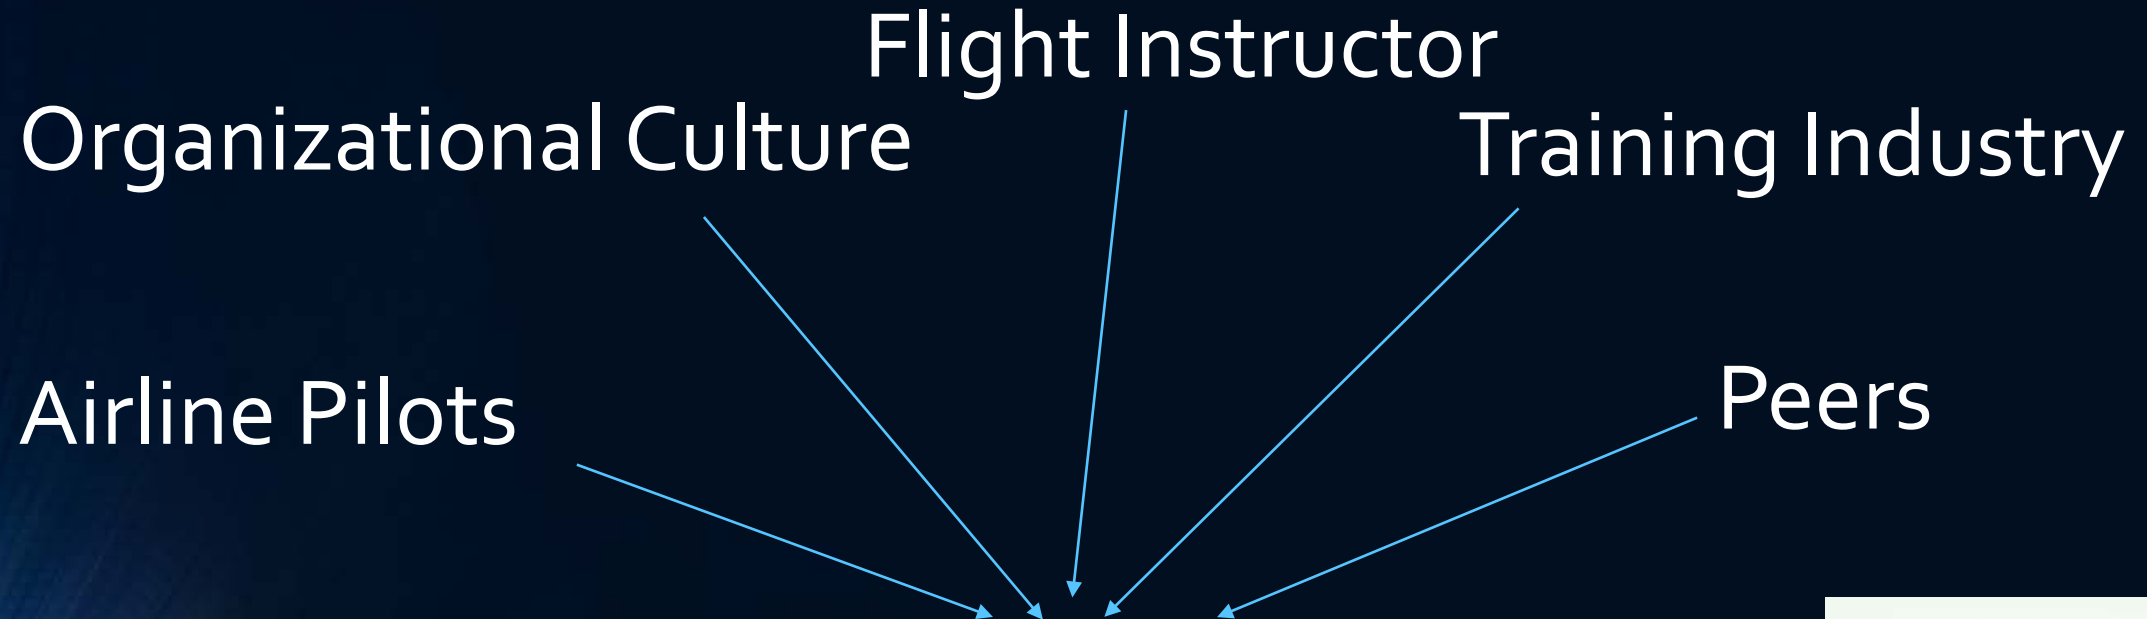 Flight Instructor
Organizational Culture
Training Industry
Airline Pilots
Peers